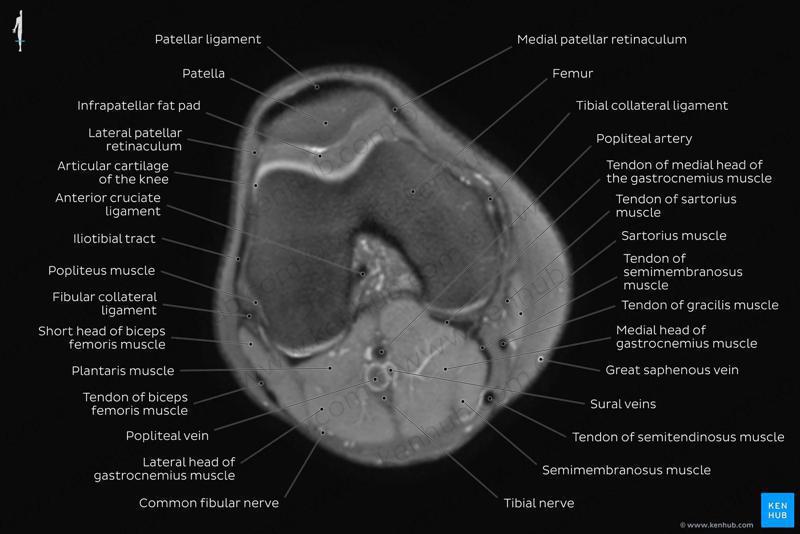 Patellar ligament
Patella
Infrapatellar fat pad
Lateral patellar
retinaculum
Articular cartilage
of the knee
Anterior cruciate
ligament
Iliotibial tract
Popliteus muscle
Fibular collateral
ligament
Short head of biceps
femoris muscle
Plantaris muscle
Tendon of biceps
femoris muscle
Popliteal vein
Lateral head of
gastrocnemius muscle
Common fibular nerve
Medial patellar retinaculum
Femur
Tibial collateral ligament
Popliteal artery
Tendon of medial head of
the gastrocnemius muscle
Tendon of sartorius
muscle
Sartorius muscle
Tendon of
semimembranosus
muscle
Tendon of gracilis muscle
Medial head of
gastrocnemius muscle
Great saphenous vein
Sural veins
Tendon of semitendinosus muscle
Semimembranosus muscle
Tibial nerve
KEN
HUB
© www.kenhub.com